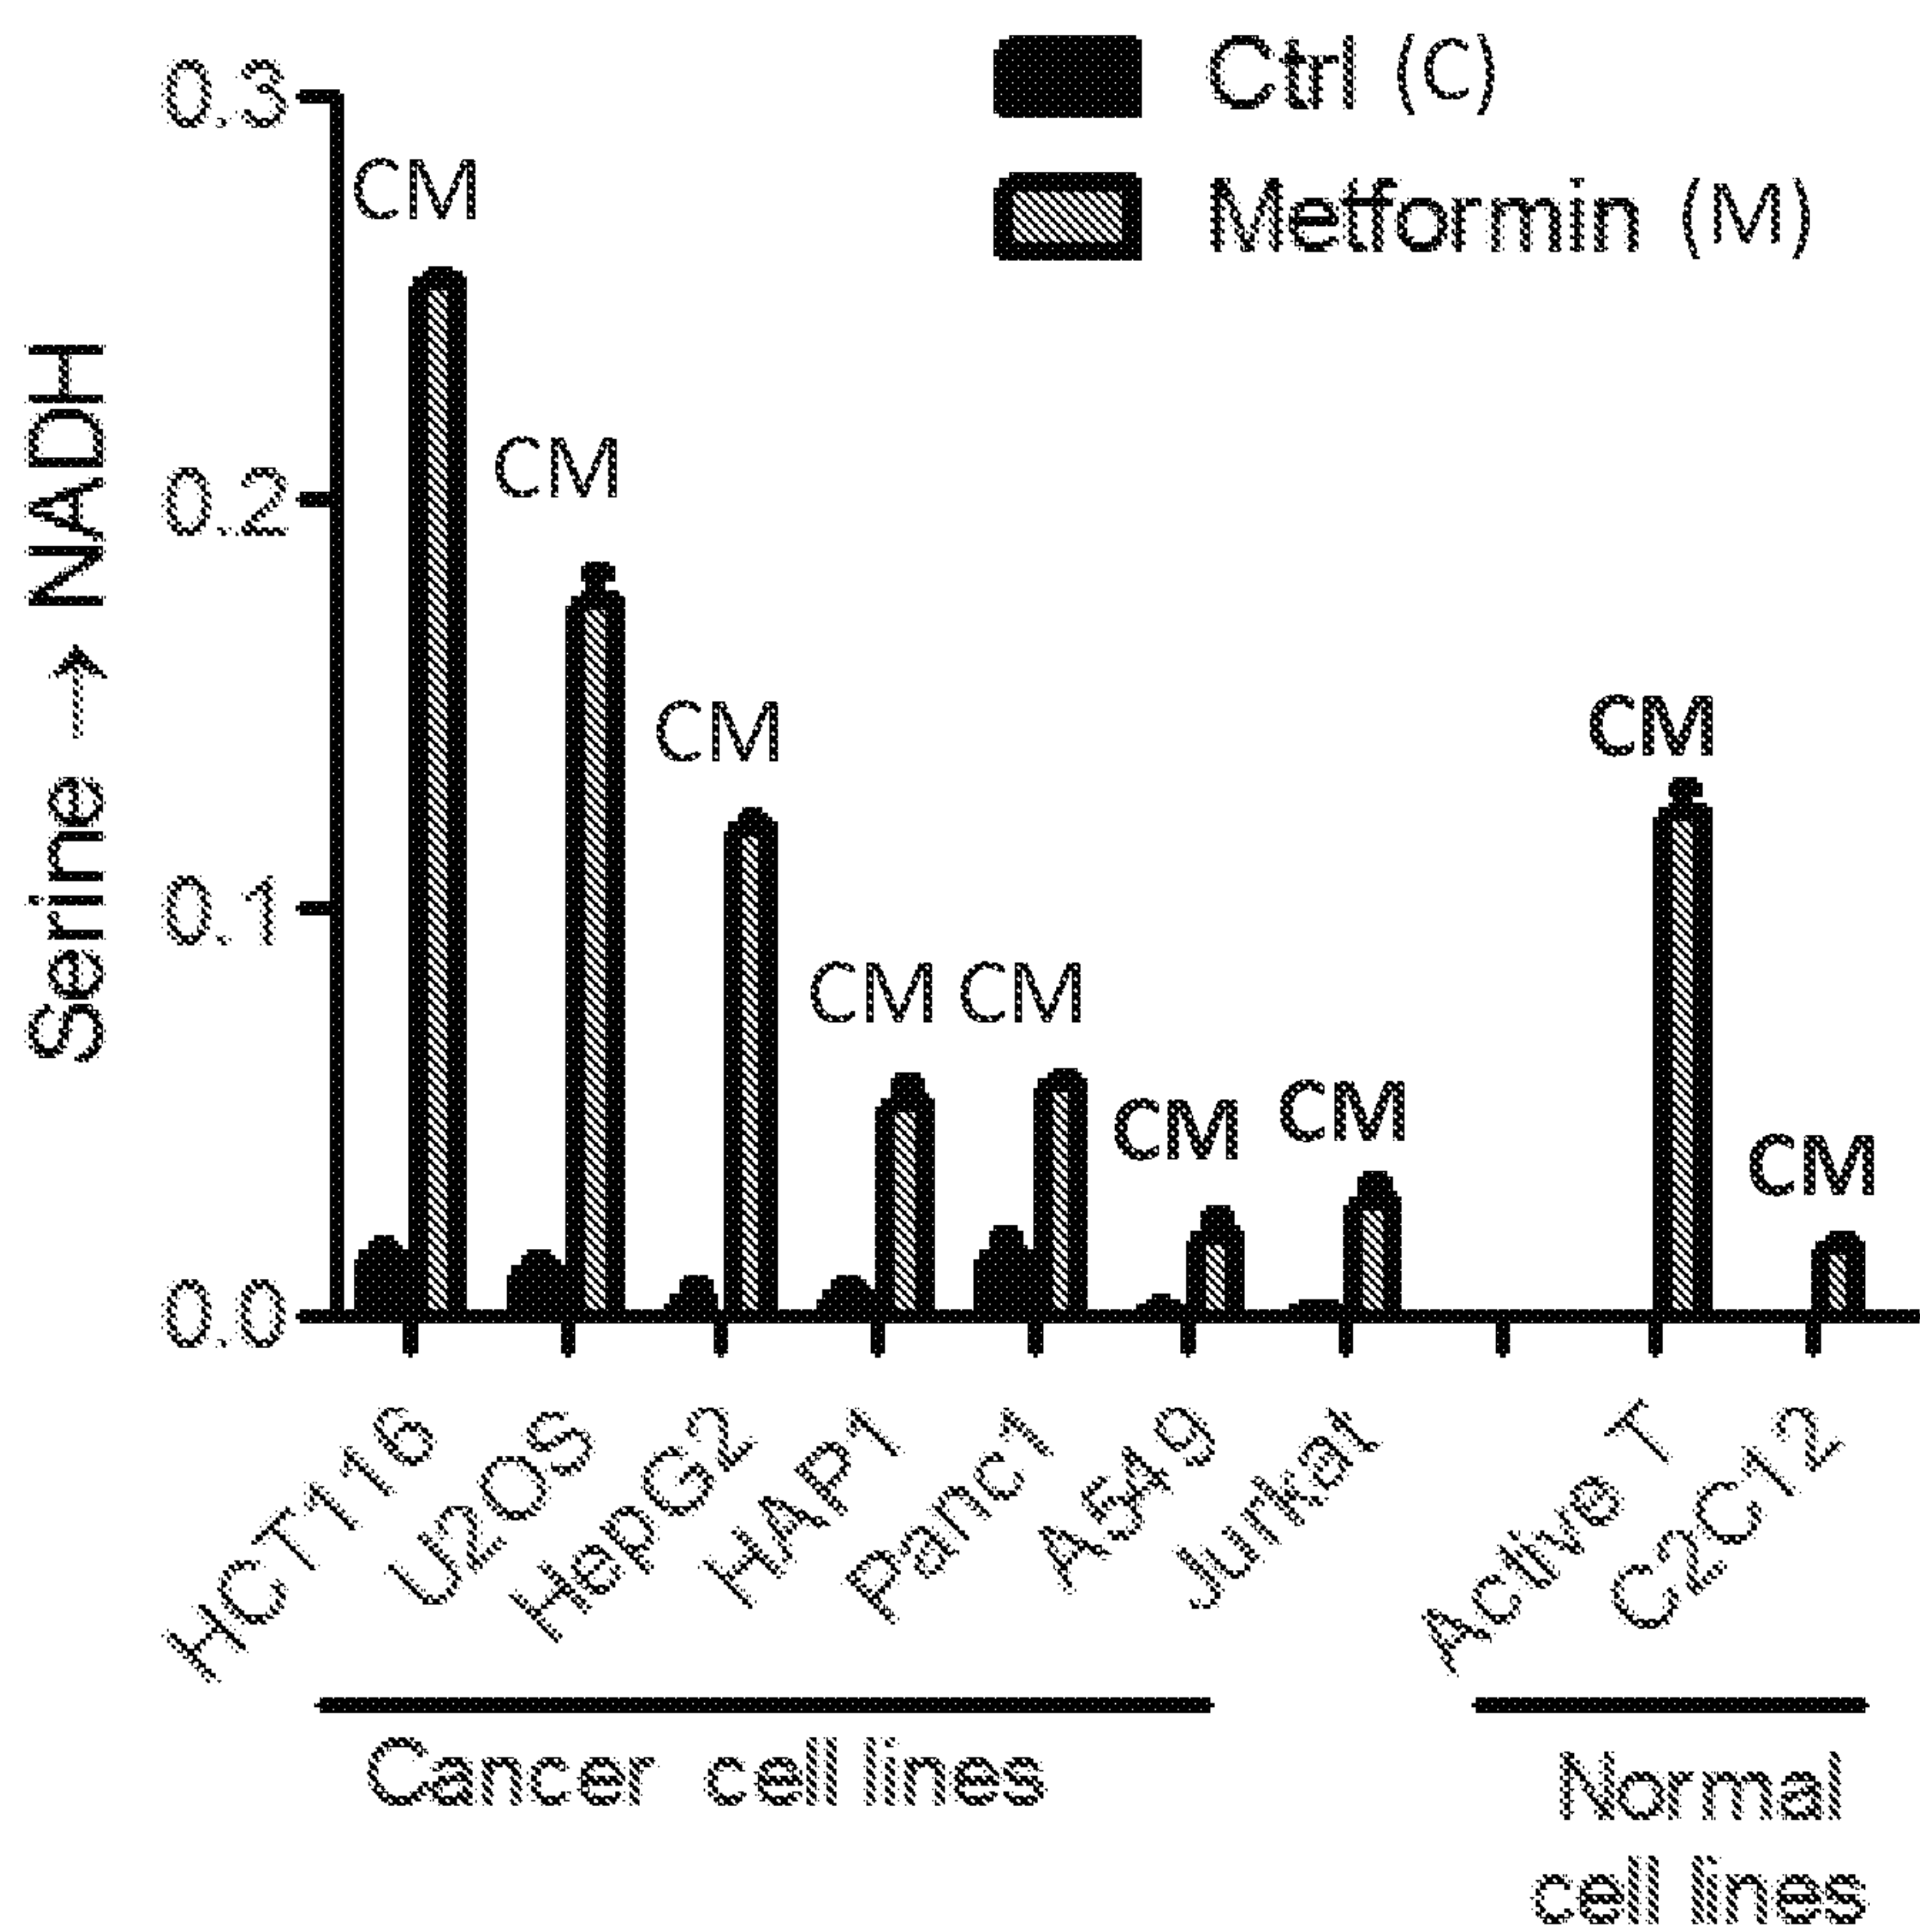 Ctrl (C)
Metformin (M)
Serine → NADH
0.3
0.2
0.1
0.0
CM
CM
CM
CM
CM
CM
CM
CM
CM
HCT116
U2OS
HepG2
HAP1
Panc1
A549
Jurkat
Active T
C2C12
Cancer cell lines
Normal
cell lines